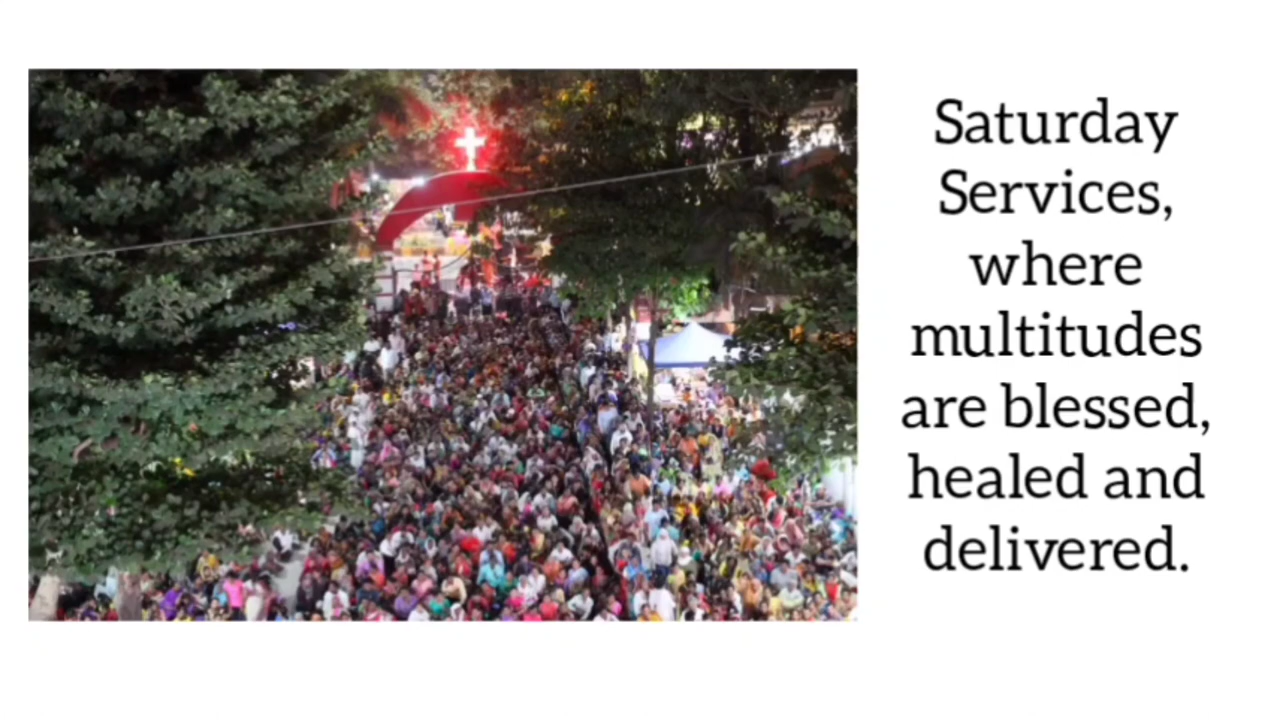 Saturday
Services,
where
multitudes
are blessed,
healed and
delivered.